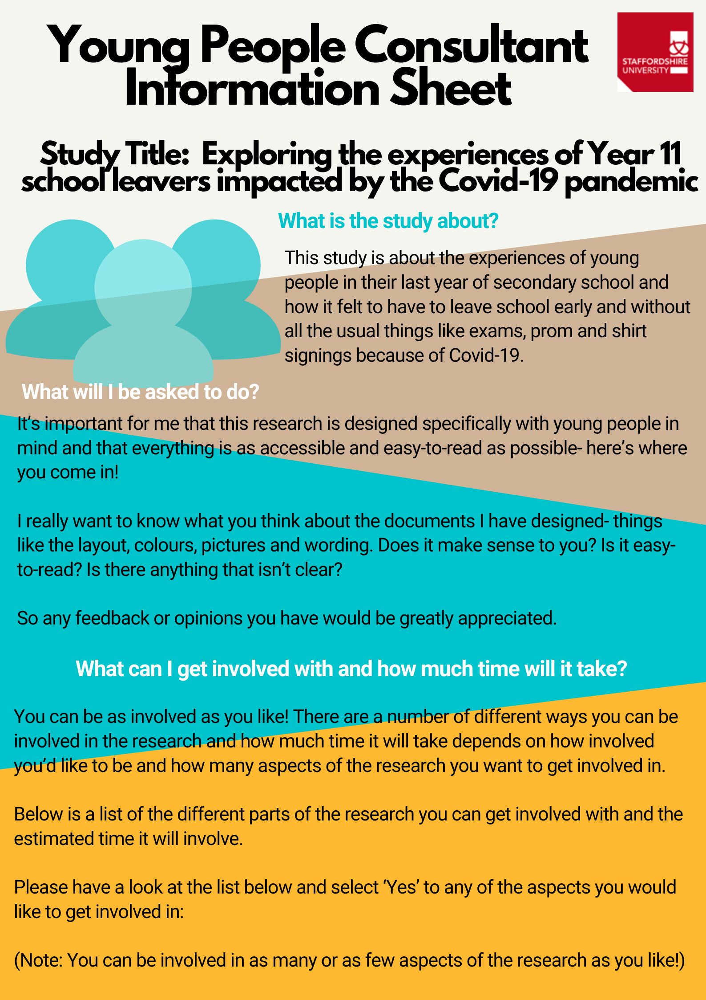 Young People Consultant
Information Sheet
STAFFORDSHIRE
UNIVERSITY
Study Title:  Exploring the experiences of Year 11
school leavers impacted by the Covid-19 pandemic
What is the study about?
This study is about the experiences of young
people in their last year of secondary school and
how it felt to have to leave school early and without
all the usual things like exams, prom and shirt
signings because of Covid-19.
What will I be asked to do?
It’s important for me that this research is designed specifically with young people in
mind and that everything is as accessible and easy-to-read as possible- here’s where
you come in!
I really want to know what you think about the documents I have designed- things
like the layout, colours, pictures and wording. Does it make sense to you? Is it easy-
to-read? Is there anything that isn’t clear?
So any feedback or opinions you have would be greatly appreciated.
What can I get involved with and how much time will it take?
You can be as involved as you like! There are a number of different ways you can be
involved in the research and how much time it will take depends on how involved
you’d like to be and how many aspects of the research you want to get involved in.
Below is a list of the different parts of the research you can get involved with and the
estimated time it will involve.
Please have a look at the list below and select ‘Yes’ to any of the aspects you would
like to get involved in:
(Note: You can be involved in as many or as few aspects of the research as you like!)